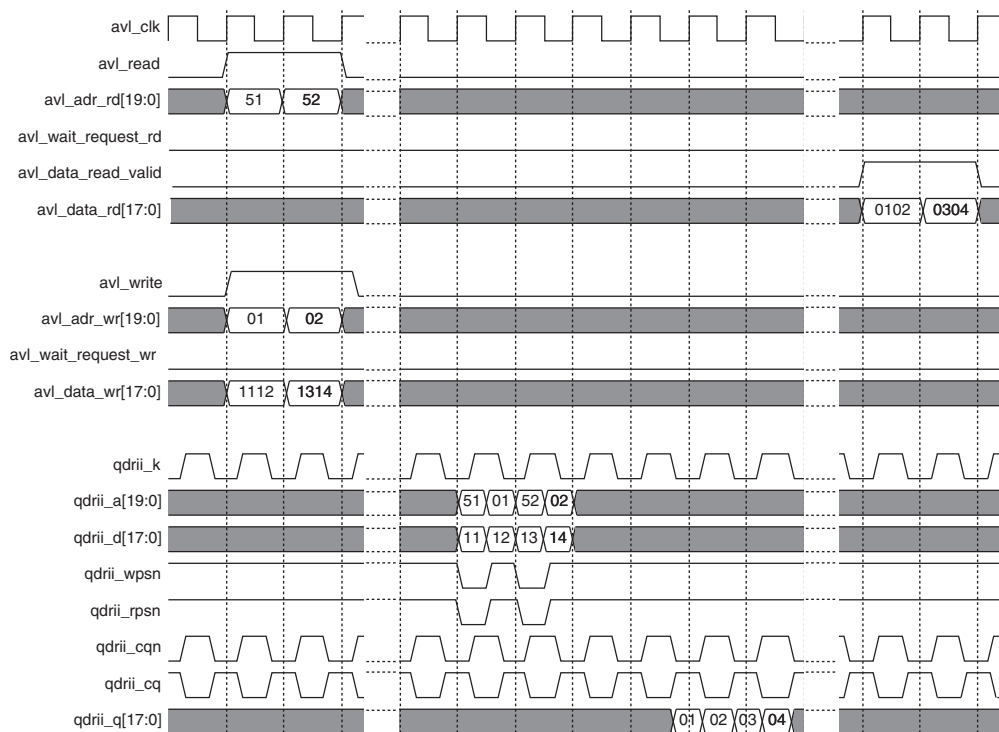 avl_clk
avl_read
avl_adr_rd[19:0] 51 52
avl_wait_request_rd
avl_data_read_valid
avl_data_rd[17:0] 0102 0304
avl_write
avl_adr_wr[19:0] 01 02
avl_wait_request_wr
avl_data_wr[17:0] 1112 1314
qdrii_k
qdrii_a[19:0] 51 01 52 02
qdrii_d[17:0] 11 12 13 14
qdrii_wpsn
qdrii_rpsn
qdrii_cqn
qdrii_cq
qdrii_q[17:0] 01 02 03 04